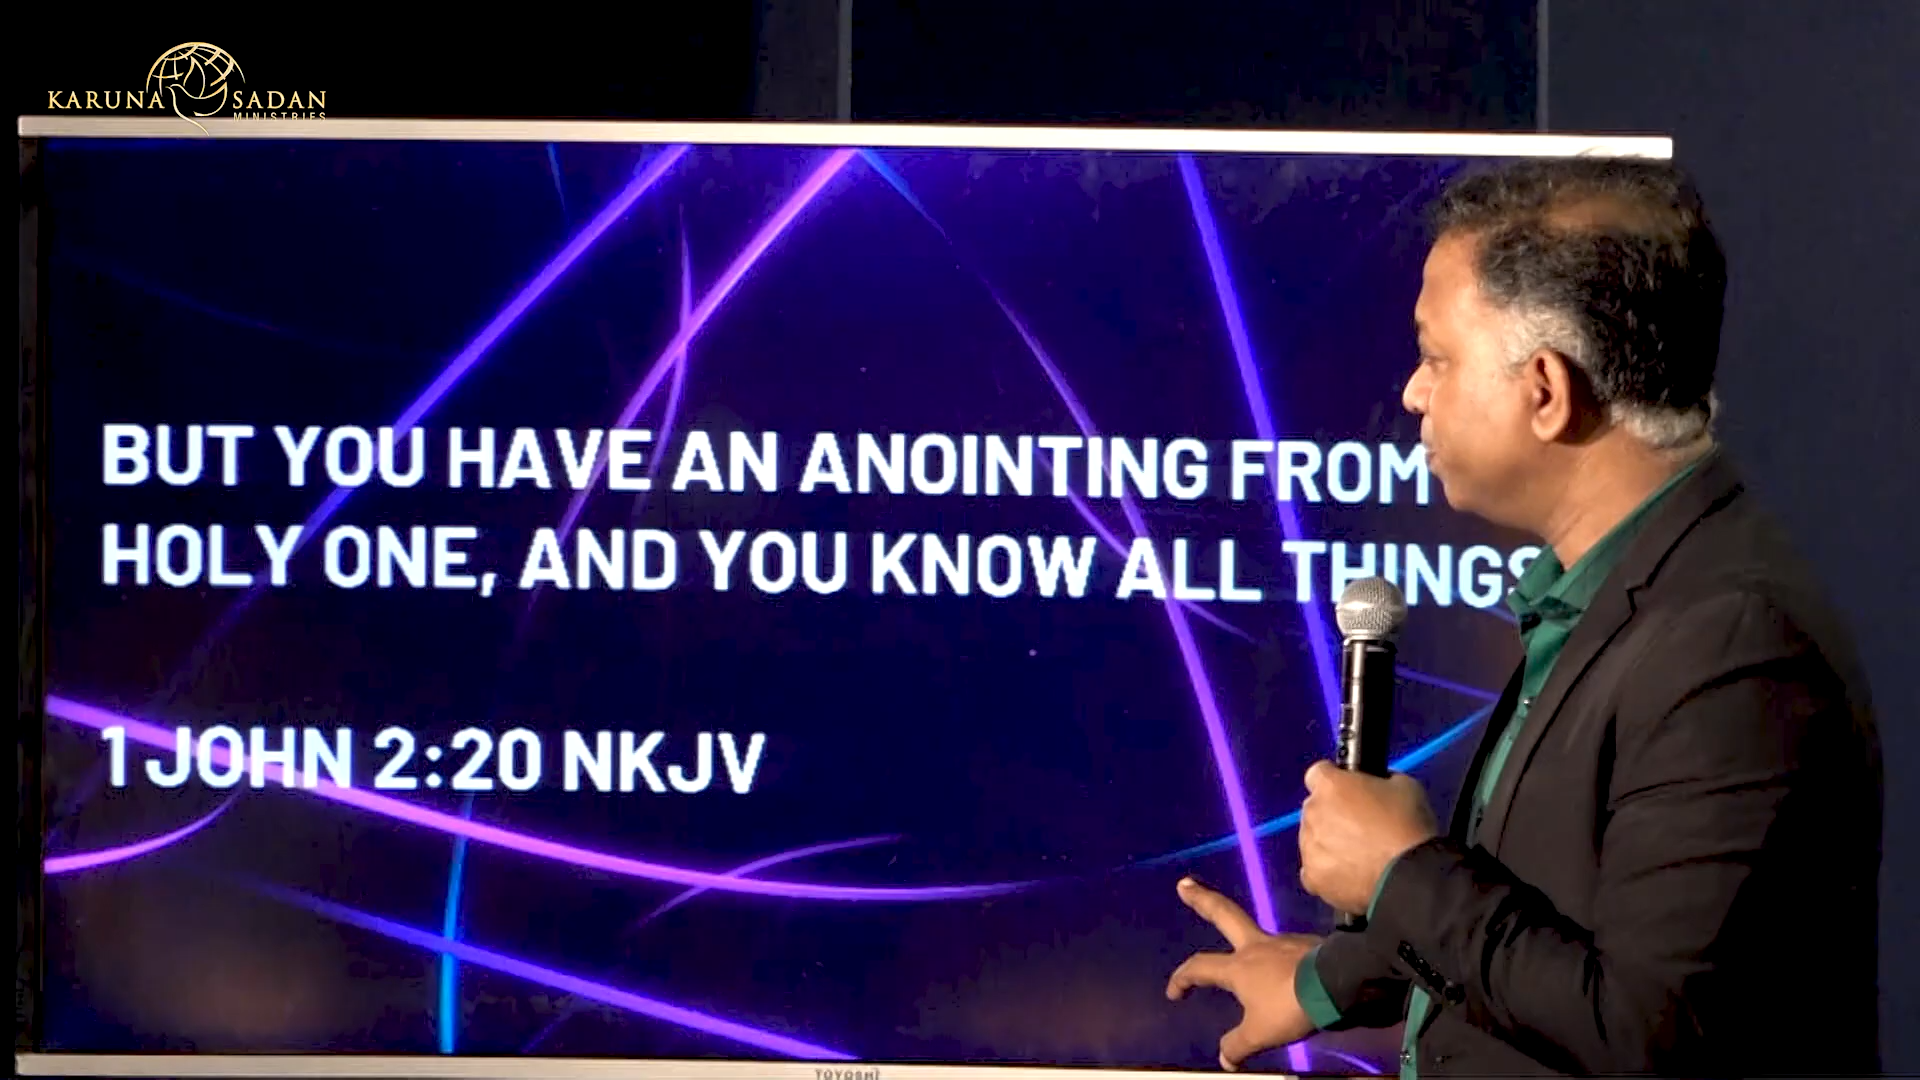 KARUNA SADAN
MINISTRIES
BUT YOU HAVE AN ANOINTING FROM
HOLY ONE, AND YOU KNOW ALL THINGS
1 JOHN 2:20 NKJV
TOYOSHI